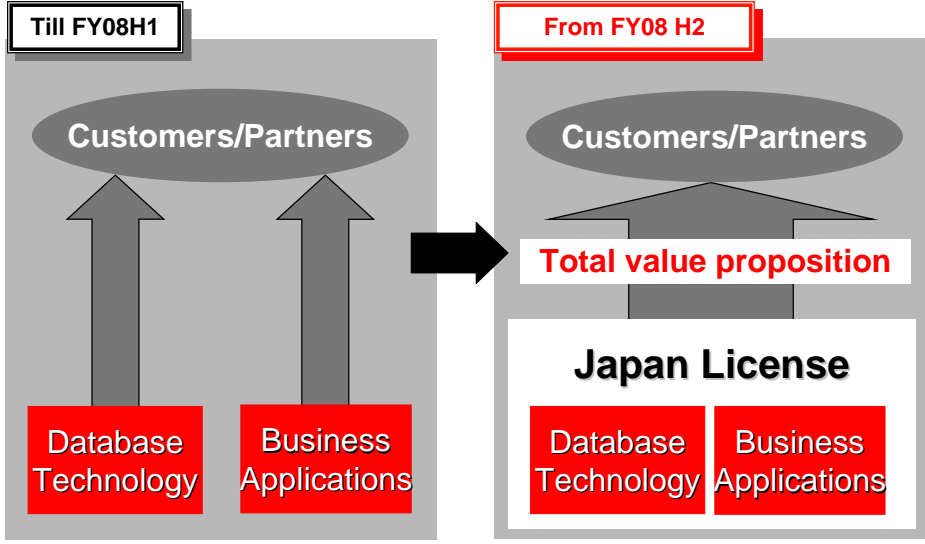 Till FY08H1
Customers/Partners
Database
Technology
Business
Applications
From FY08 H2
Customers/Partners
Total value proposition
Japan License
Database
Technology
Business
Applications